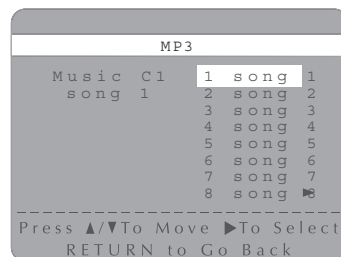 MP3
Music C1 1 song 1
song 1 2 song 2
3 song 3
4 song 4
5 song 5
6 song 6
7 song 7
8 song 8
Press ▲/▼To Move ▶To Select
RETURN to Go Back